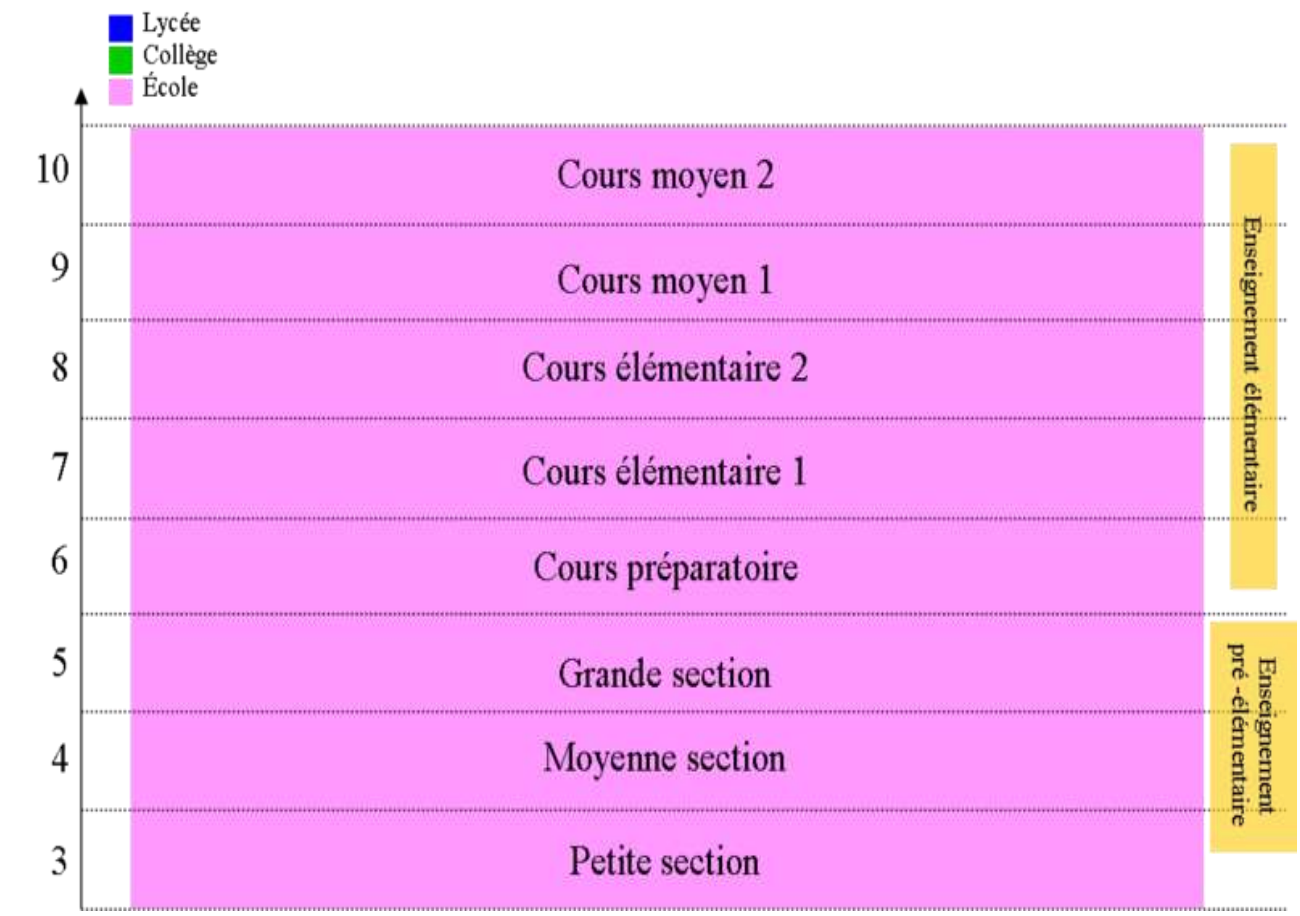 Lycée
Collège
École
10
Cours moyen 2
9
Cours moyen 1
8
Cours élémentaire 2
7
Cours élémentaire 1
6
Cours préparatoire
5
Grande section
4
Moyenne section
3
Petite section
Enseignement élémentaire
Enseignement
pré -élémentaire